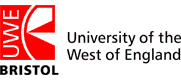 UWE
BRISTOL
University of the
West of England